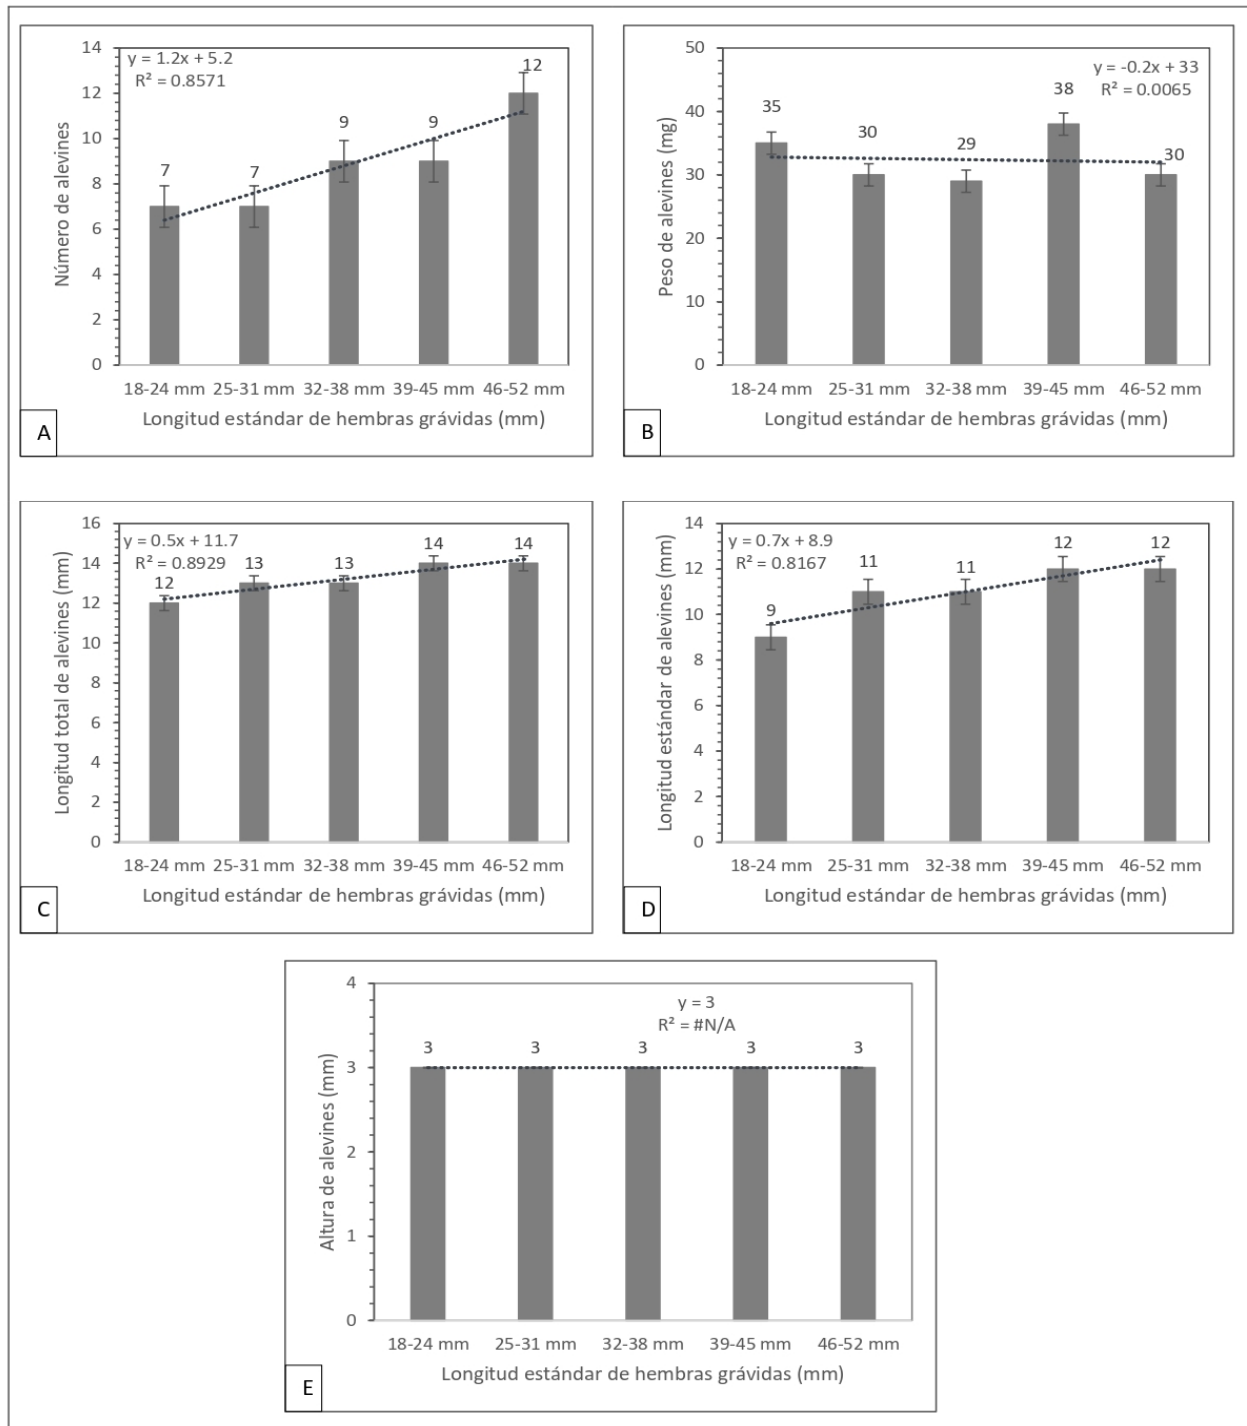 14
12
10
8
6
4
2
0
Número de alevines
y = 1.2x + 5.2
R² = 0.8571
7
7
9
9
12
18-24 mm 25-31 mm 32-38 mm 39-45 mm 46-52 mm
Longitud estándar de hembras grávidas (mm)
A
50
40
30
20
10
0
Peso de alevines (mg)
y = -0.2x + 33
R² = 0.0065
35
30
29
38
30
18-24 mm 25-31 mm 32-38 mm 39-45 mm 46-52 mm
Longitud estándar de hembras grávidas (mm)
B
16
14
12
10
8
6
4
2
0
Longitud total de alevines (mm)
y = 0.5x + 11.7
R² = 0.8929
12
13
13
14
14
18-24 mm 25-31 mm 32-38 mm 39-45 mm 46-52 mm
Longitud estándar de hembras grávidas (mm)
C
14
12
10
8
6
4
2
0
Longitud estándar de alevines (mm)
y = 0.7x + 8.9
R² = 0.8167
9
11
11
12
12
18-24 mm 25-31 mm 32-38 mm 39-45 mm 46-52 mm
Longitud estándar de hembras grávidas (mm)
D
4
3
2
1
0
Altura de alevines (mm)
y = 3
R² = #N/A
3
3
3
3
3
18-24 mm 25-31 mm 32-38 mm 39-45 mm 46-52 mm
Longitud estándar de hembras grávidas (mm)
E